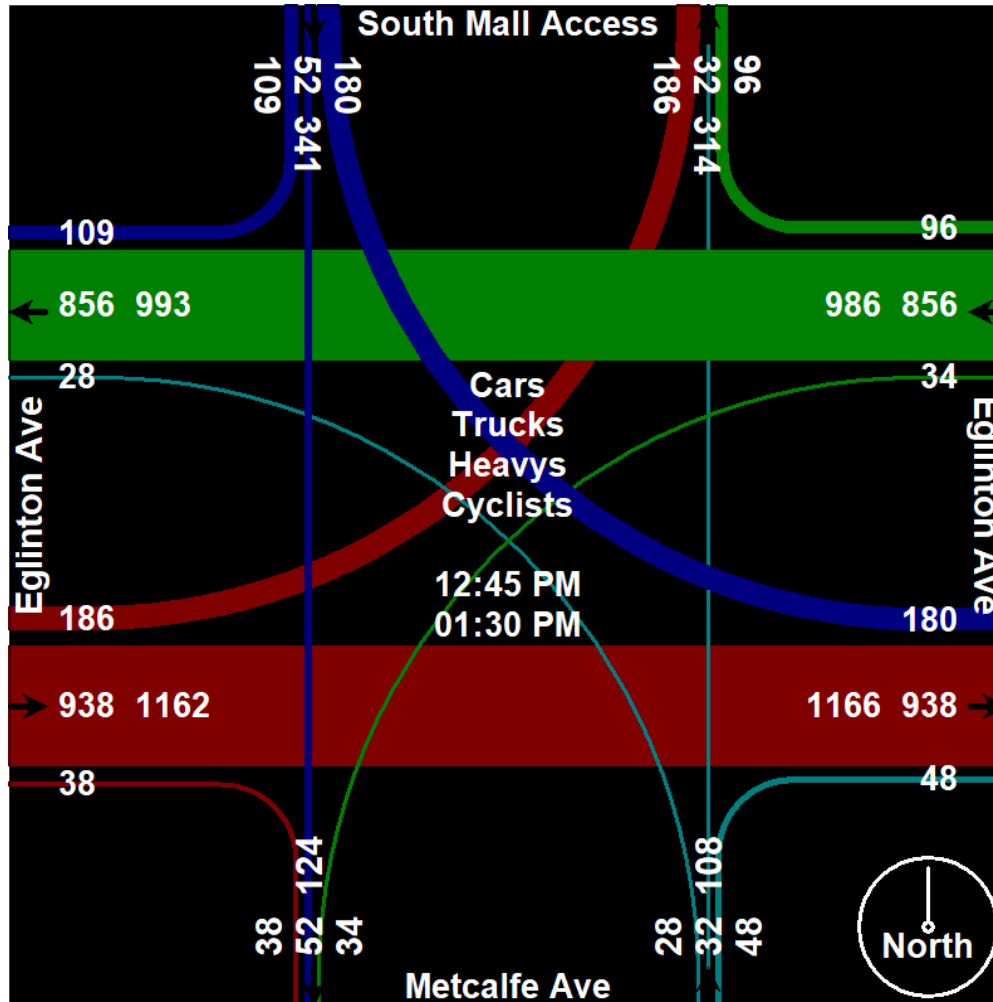 South Mall Access
109
52 341
180
186
32 314
96
109
96
856 993
986 856
28
34
Cars
Trucks
Heavys
Cyclists
Eglinton Ave
Eglinton Ave
12:45 PM
01:30 PM
186
180
938 1162
1166 938
38
48
38
52 124
34
28
32 108
48
North
Metcalfe Ave